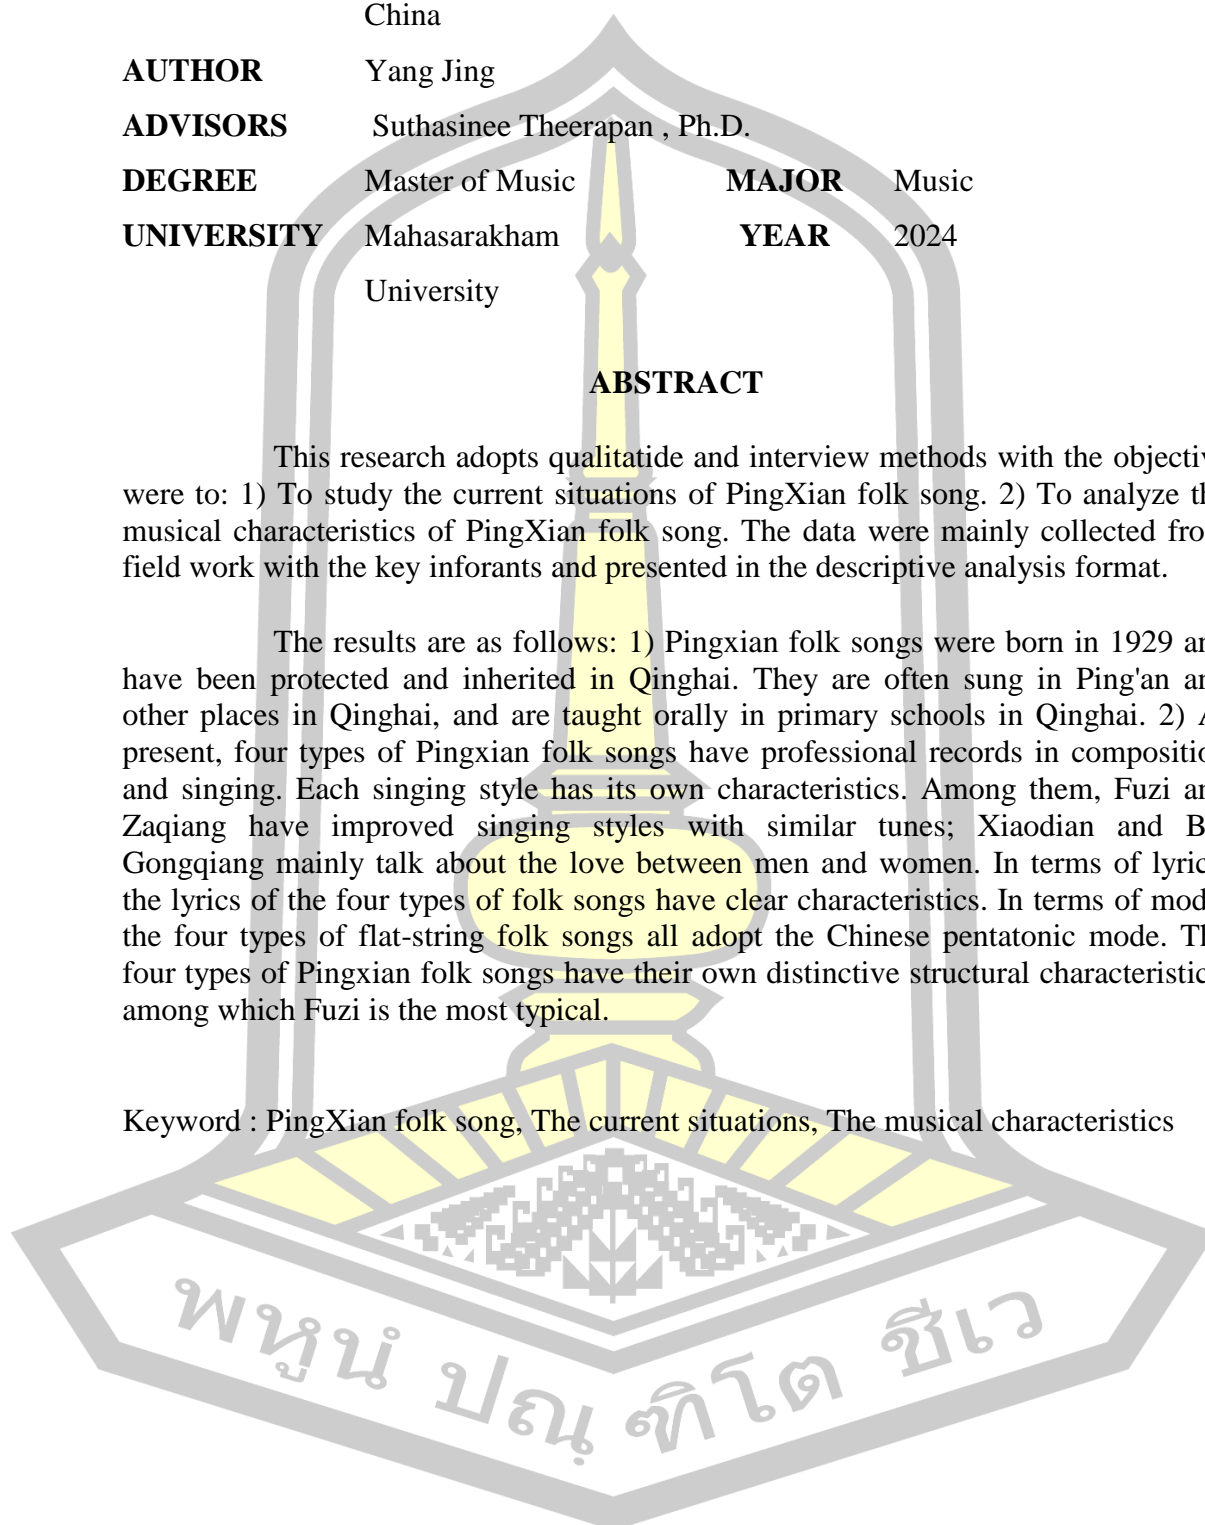 China
AUTHOR Yang Jing
ADVISORS Suthasinee Theerapan , Ph.D.
DEGREE Master of Music MAJOR Music
UNIVERSITY Mahasarakham YEAR 2024
University
ABSTRACT
This research adopts qualitatide and interview methods with the objectiv
were to: 1) To study the current situations of PingXian folk song. 2) To analyze th
musical characteristics of PingXian folk song. The data were mainly collected fro
field work with the key inforants and presented in the descriptive analysis format.
The results are as follows: 1) Pingxian folk songs were born in 1929 an
have been protected and inherited in Qinghai. They are often sung in Ping'an an
other places in Qinghai, and are taught orally in primary schools in Qinghai. 2) A
present, four types of Pingxian folk songs have professional records in compositio
and singing. Each singing style has its own characteristics. Among them, Fuzi an
Zaqiang have improved singing styles with similar tunes; Xiaodian and B
Gongqiang mainly talk about the love between men and women. In terms of lyric
the lyrics of the four types of folk songs have clear characteristics. In terms of mod
the four types of flat-string folk songs all adopt the Chinese pentatonic mode. Th
four types of Pingxian folk songs have their own distinctive structural characteristic
among which Fuzi is the most typical.
Keyword : PingXian folk song, The current situations, The musical characteristics
พหูนํ ปณฺฑิโต ชีเว